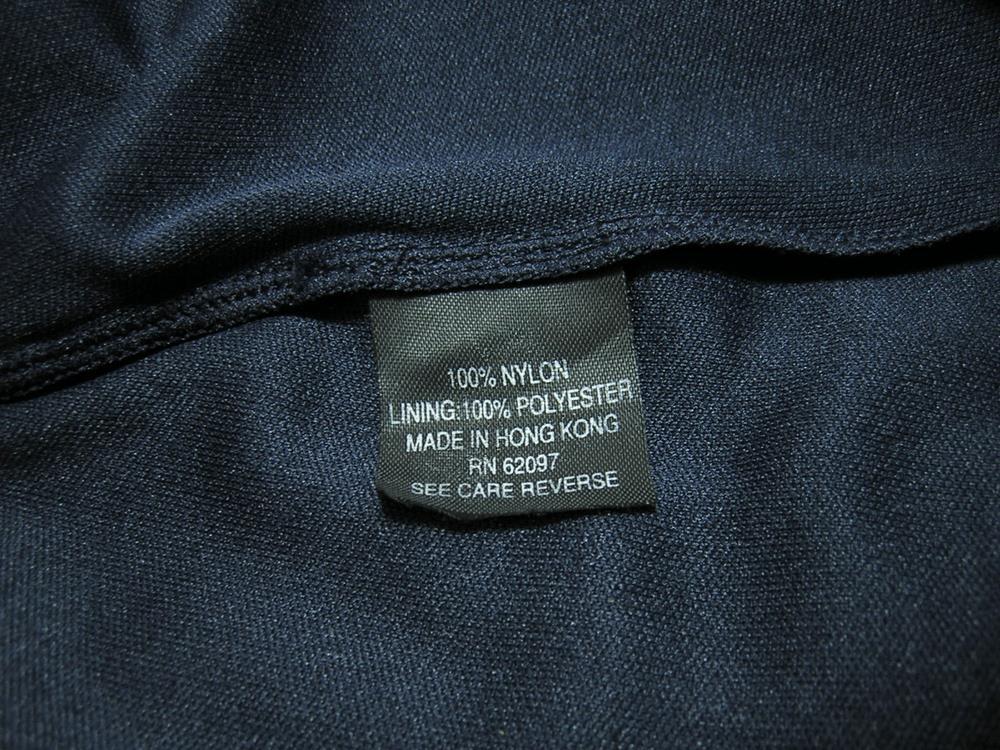 100% NYLON
LINING:100% POLYESTER
MADE IN HONG KONG
RN 62097
SEE CARE REVERSE